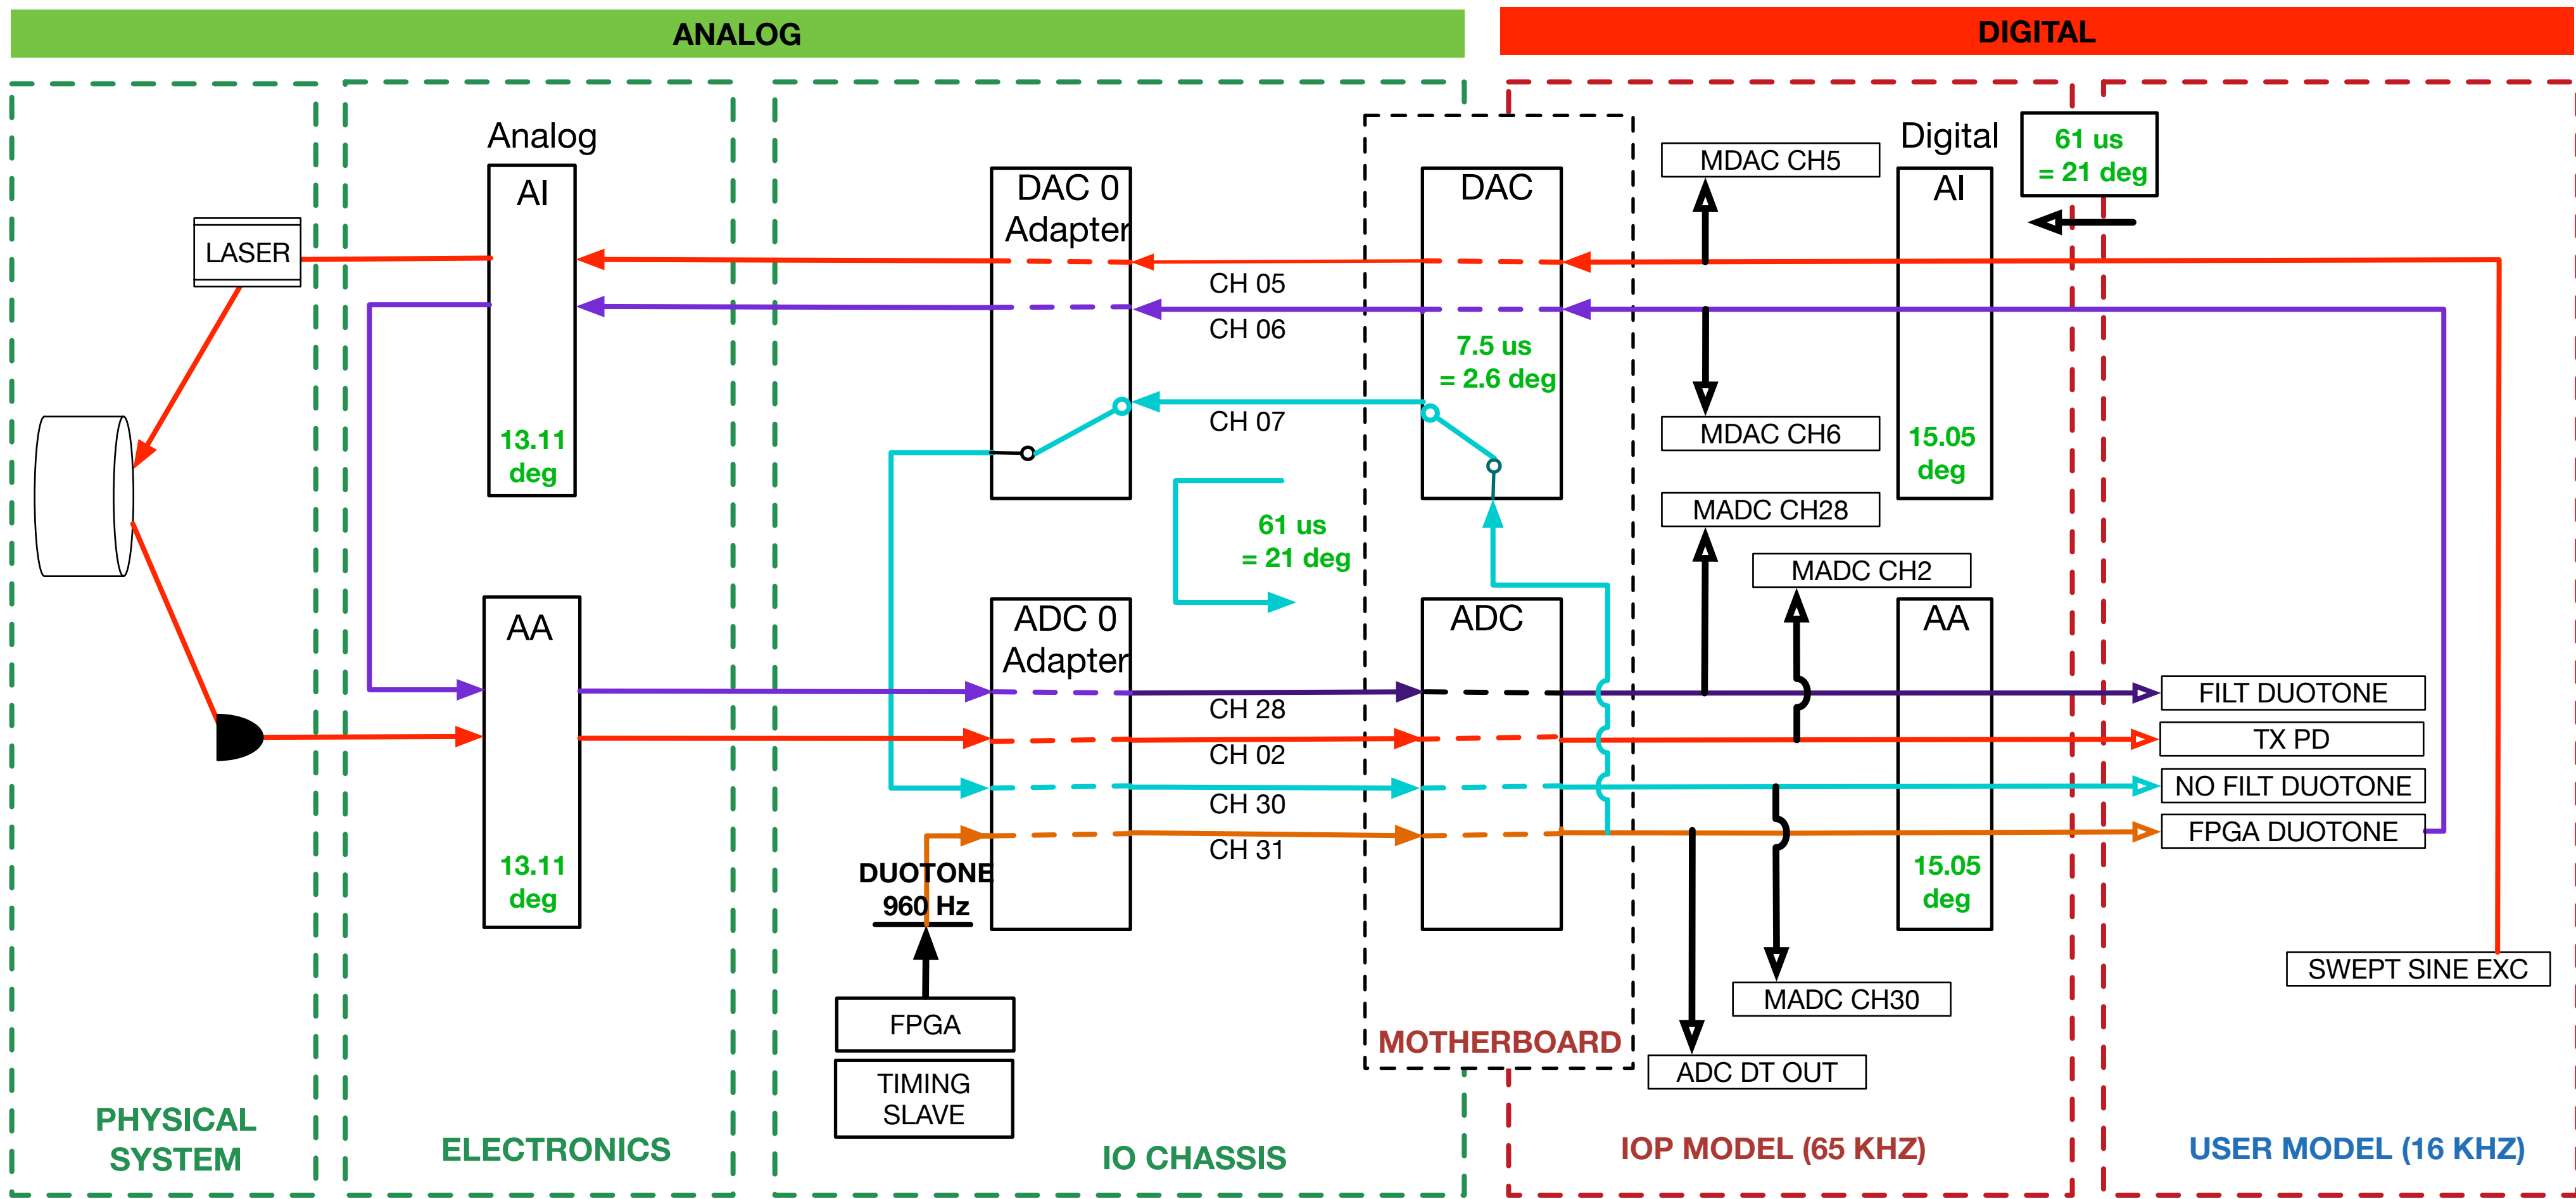 ANALOG
DIGITAL
Analog
Digital
61 us
= 21 deg
AI
DAC 0
Adapter
DAC
MDAC CH5
AI
LASER
CH 05
CH 06
7.5 us
= 2.6 deg
CH 07
MDAC CH6
13.11
deg
15.05
deg
MADC CH28
61 us
= 21 deg
MADC CH2
AA
ADC 0
Adapter
ADC
AA
CH 28
FILT DUOTONE
CH 02
TX PD
CH 30
NO FILT DUOTONE
CH 31
FPGA DUOTONE
DUOTONE
960 Hz
13.11
deg
15.05
deg
SWEPT SINE EXC
FPGA
MADC CH30
MOTHERBOARD
ADC DT OUT
TIMING
SLAVE
PHYSICAL
SYSTEM
ELECTRONICS
IO CHASSIS
IOP MODEL (65 KHZ)
USER MODEL (16 KHZ)